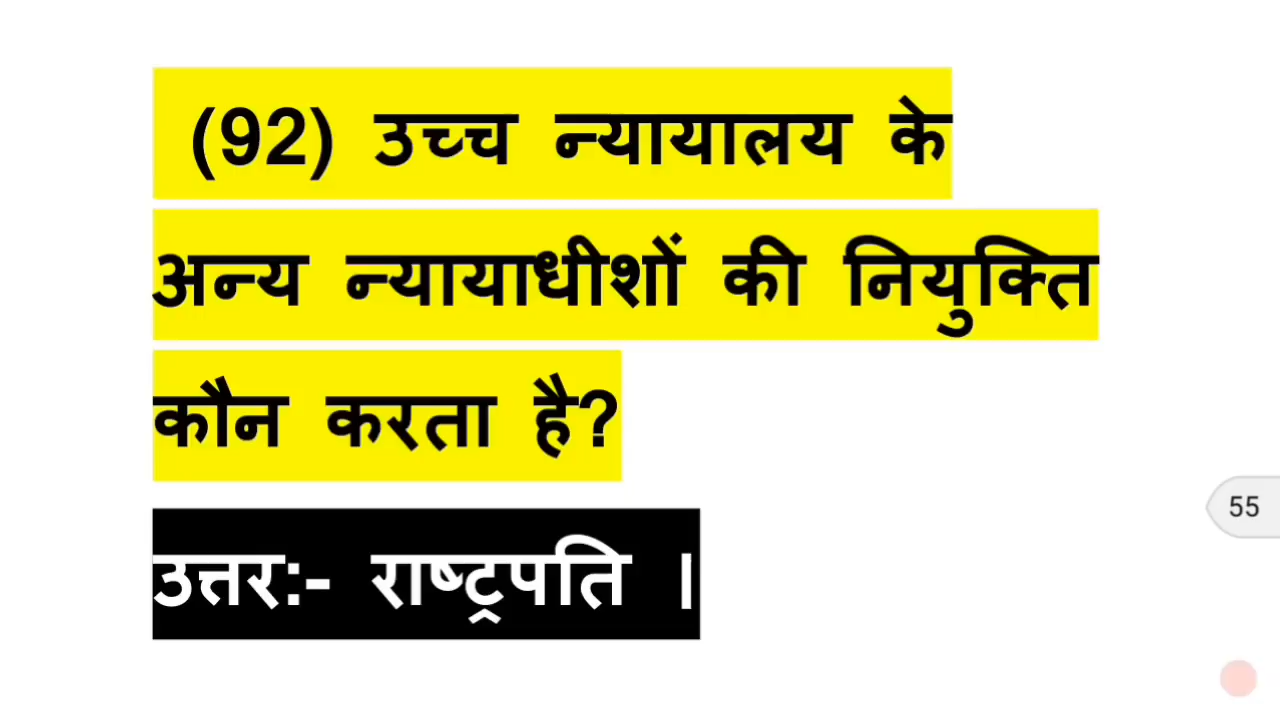 (92) उच्च न्यायालय के
अन्य न्यायाधीशों की नियुक्ति
कौन करता है?
उत्तर:- राष्ट्रपति ।
55